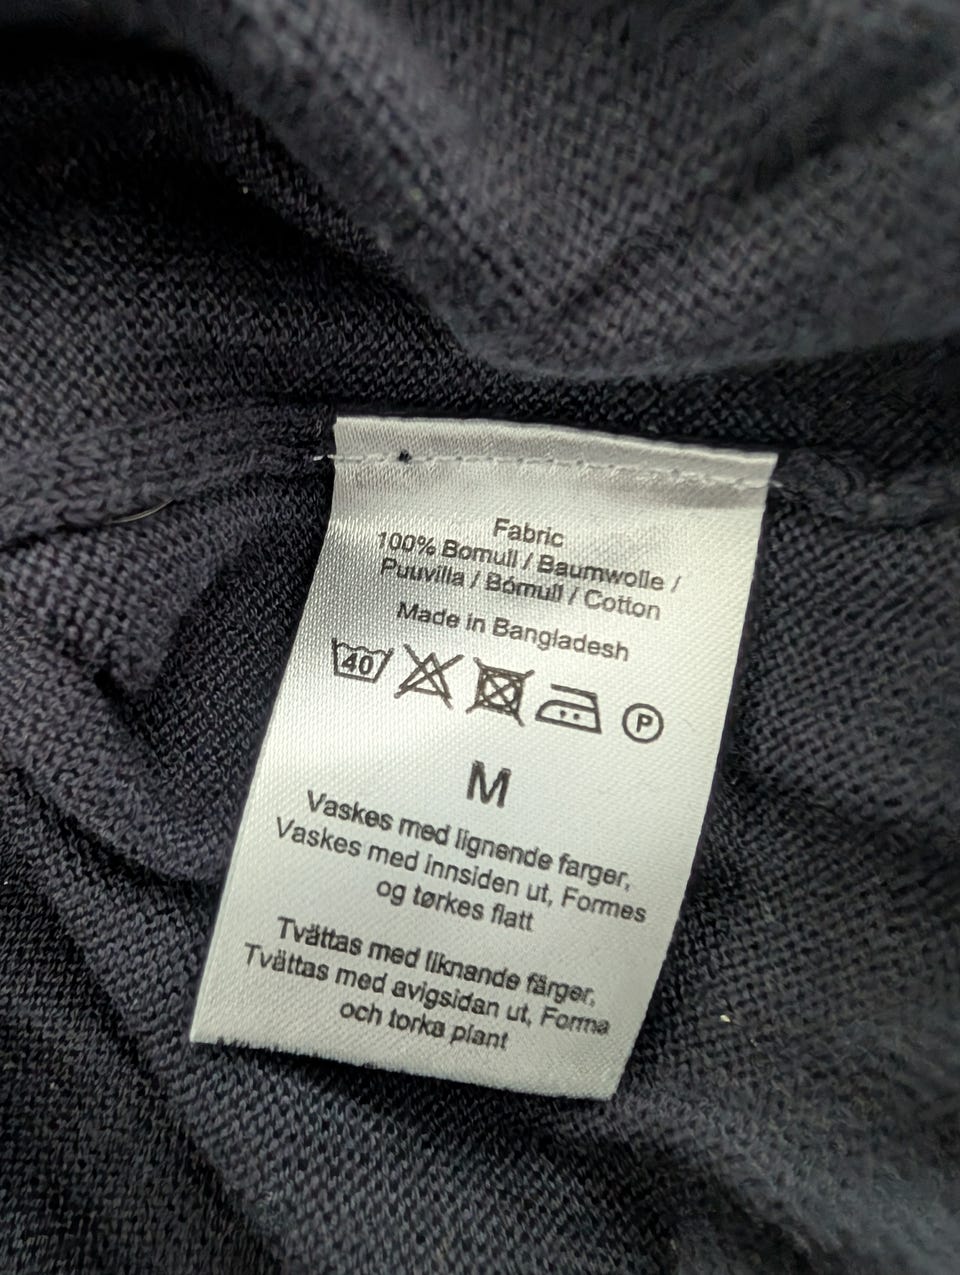 Fabric
100% Bomull / Baumwolle /
Puuvilla / Bómull / Cotton
Made in Bangladesh
40 P
M
Vaskes med lignende farger,
Vaskes med innsiden ut, Formes
og tørkes flatt
Tvättas med liknande färger,
Tvättas med avigsidan ut, Forma
och torka plant